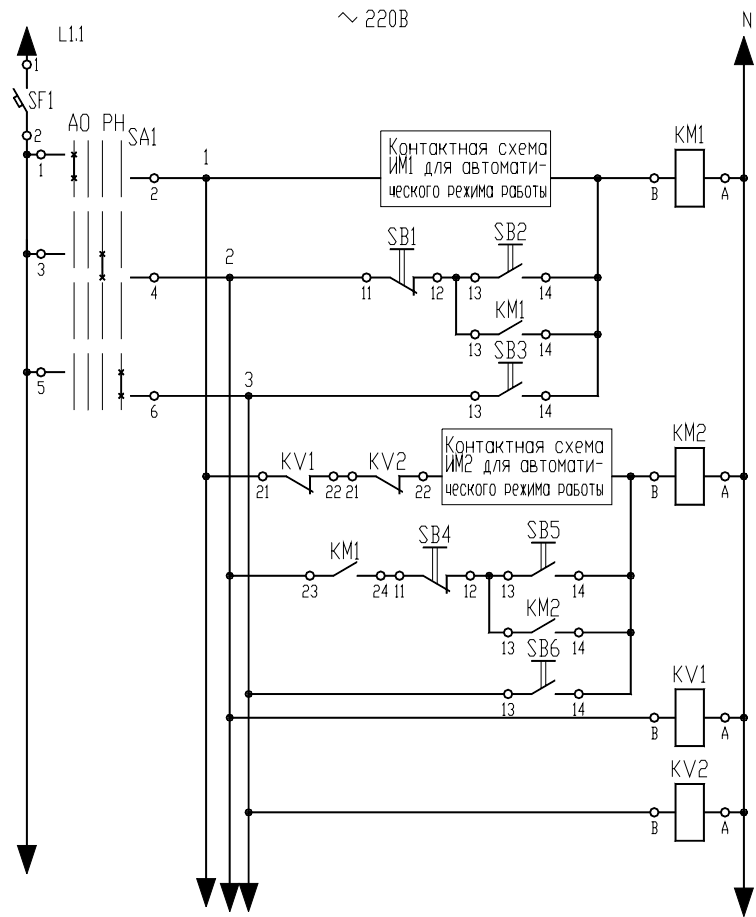 ~ 220В
L1.1
N
1
SF1
2
АО РН
SA1
1
2
1
Контактная схема
ИМ1 для автомати-
ческого режима работы
KM1
В
А
3
4
2
SB1
11
12
SB2
13
14
KM1
13
14
5
6
3
SB3
13
14
21
KV1
22
21
KV2
22
Контактная схема
ИМ2 для автомати-
ческого режима работы
KM2
В
А
23
KM1
24
11
SB4
12
SB5
13
14
KM2
13
14
SB6
13
14
KV1
В
А
KV2
В
А